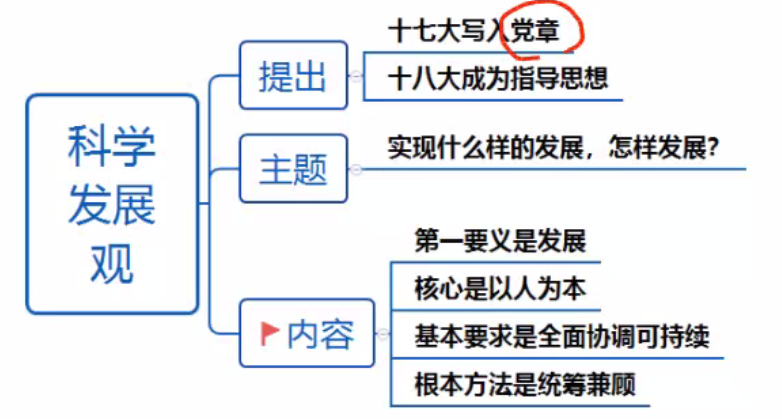 科学
发展
观
提出
十七大写入党章
十八大成为指导思想
主题
实现什么样的发展，怎样发展？
内容
第一要义是发展
核心是以人为本
基本要求是全面协调可持续
根本方法是统筹兼顾